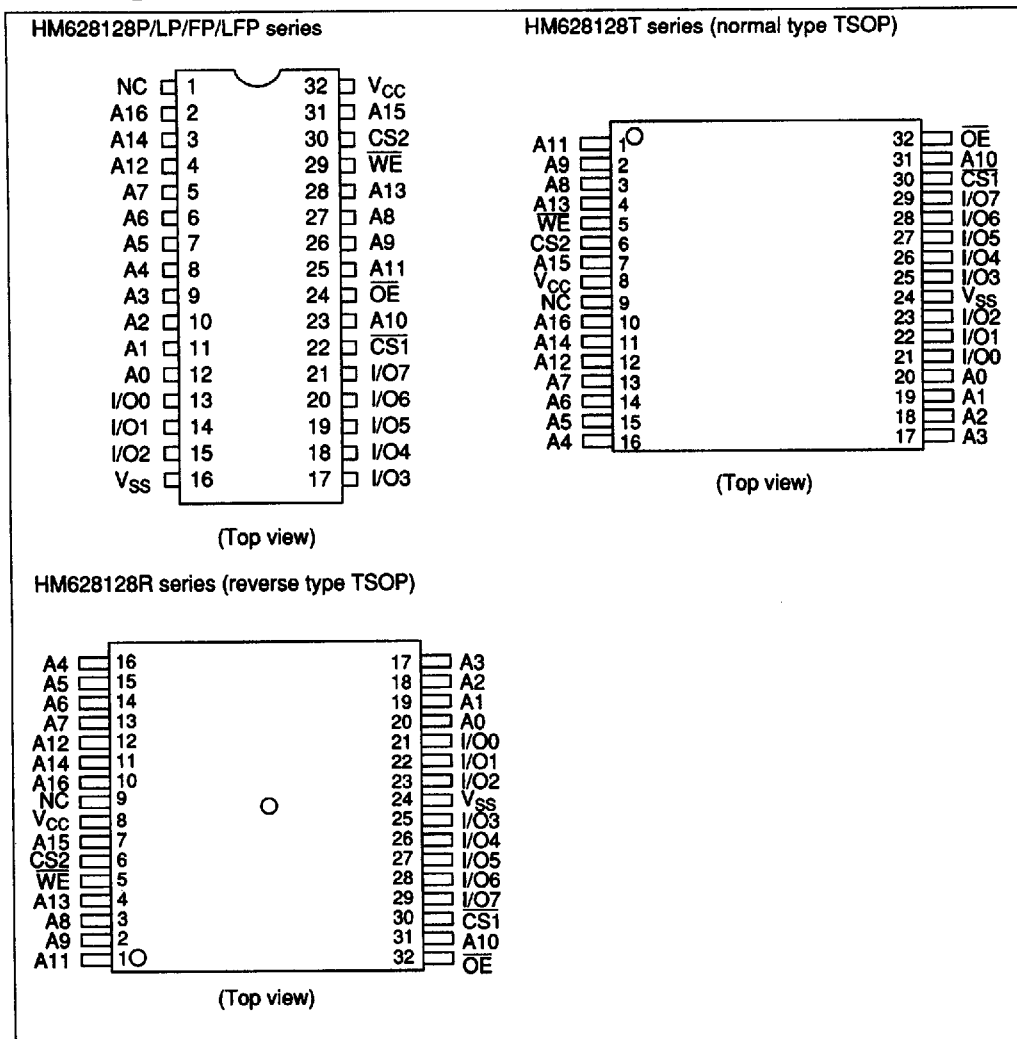 HM628128P/LP/FP/LFP series
NC 1 32 VCC
A16 2 31 A15
A14 3 30 CS2
A12 4 29 W̅E̅
A7 5 28 A13
A6 6 27 A8
A5 7 26 A9
A4 8 25 A11
A3 9 24 O̅E̅
A2 10 23 A10
A1 11 22 C̅S̅1̅
A0 12 21 I/O7
I/O0 13 20 I/O6
I/O1 14 19 I/O5
I/O2 15 18 I/O4
VSS 16 17 I/O3
(Top view)
HM628128T series (normal type TSOP)
A11 1 32 O̅E̅
A9 2 31 A10
A8 3 30 C̅S̅1̅
A13 4 29 I/O7
W̅E̅ 5 28 I/O6
CS2 6 27 I/O5
A15 7 26 I/O4
VCC 8 25 I/O3
NC 9 24 VSS
A16 10 23 I/O2
A14 11 22 I/O1
A12 12 21 I/O0
A7 13 20 A0
A6 14 19 A1
A5 15 18 A2
A4 16 17 A3
(Top view)
HM628128R series (reverse type TSOP)
A4 16 17 A3
A5 15 18 A2
A6 14 19 A1
A7 13 20 A0
A12 12 21 I/O0
A14 11 22 I/O1
A16 10 23 I/O2
NC 9 24 VSS
VCC 8 25 I/O3
A15 7 26 I/O4
CS2 6 27 I/O5
W̅E̅ 5 28 I/O6
A13 4 29 I/O7
A8 3 30 C̅S̅1̅
A9 2 31 A10
A11 1 32 O̅E̅
(Top view)